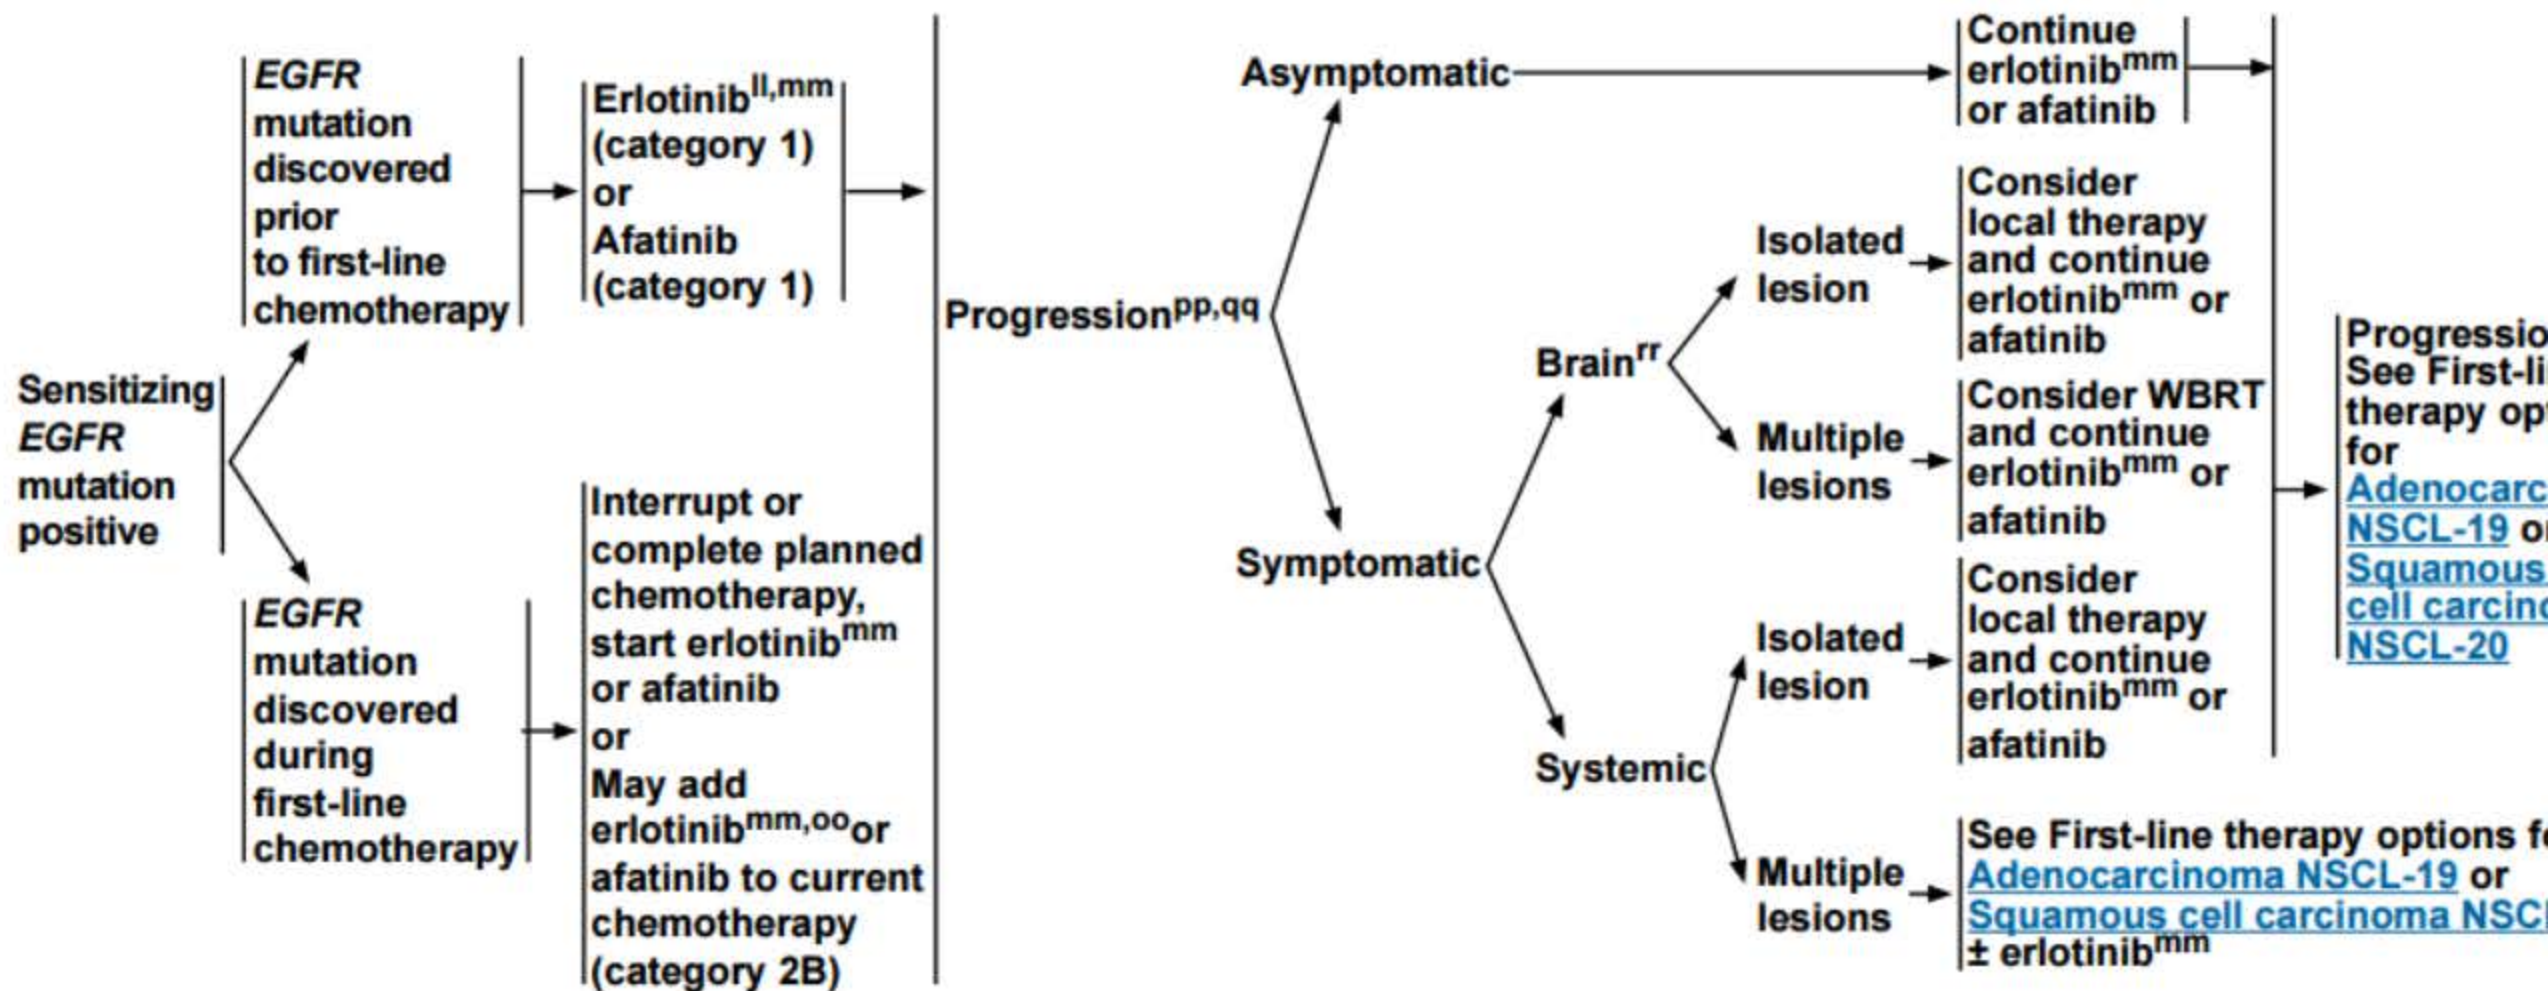 Sensitizing
EGFR
mutation
positive
EGFR
mutation
discovered
prior
to first-line
chemotherapy
EGFR
mutation
discovered
during
first-line
chemotherapy
Erlotinibll,mm
(category 1)
or
Afatinib
(category 1)
Interrupt or
complete planned
chemotherapy,
start erlotinibmm
or afatinib
or
May add
erlotinibmm,oo or
afatinib to current
chemotherapy
(category 2B)
Progressionpp,qq
Asymptomatic
Symptomatic
Brainrr
Systemic
Isolated
lesion
Multiple
lesions
Isolated
lesion
Multiple
lesions
Continue
erlotinibmm
or afatinib
Consider
local therapy
and continue
erlotinibmm or
afatinib
Consider WBRT
and continue
erlotinibmm or
afatinib
Consider
local therapy
and continue
erlotinibmm or
afatinib
See First-line therapy options
Adenocarcinoma NSCL-19 or
Squamous cell carcinoma
± erlotinibmm
See
therapy
for
NSCL-19
Squamous
cell
NSCL-20